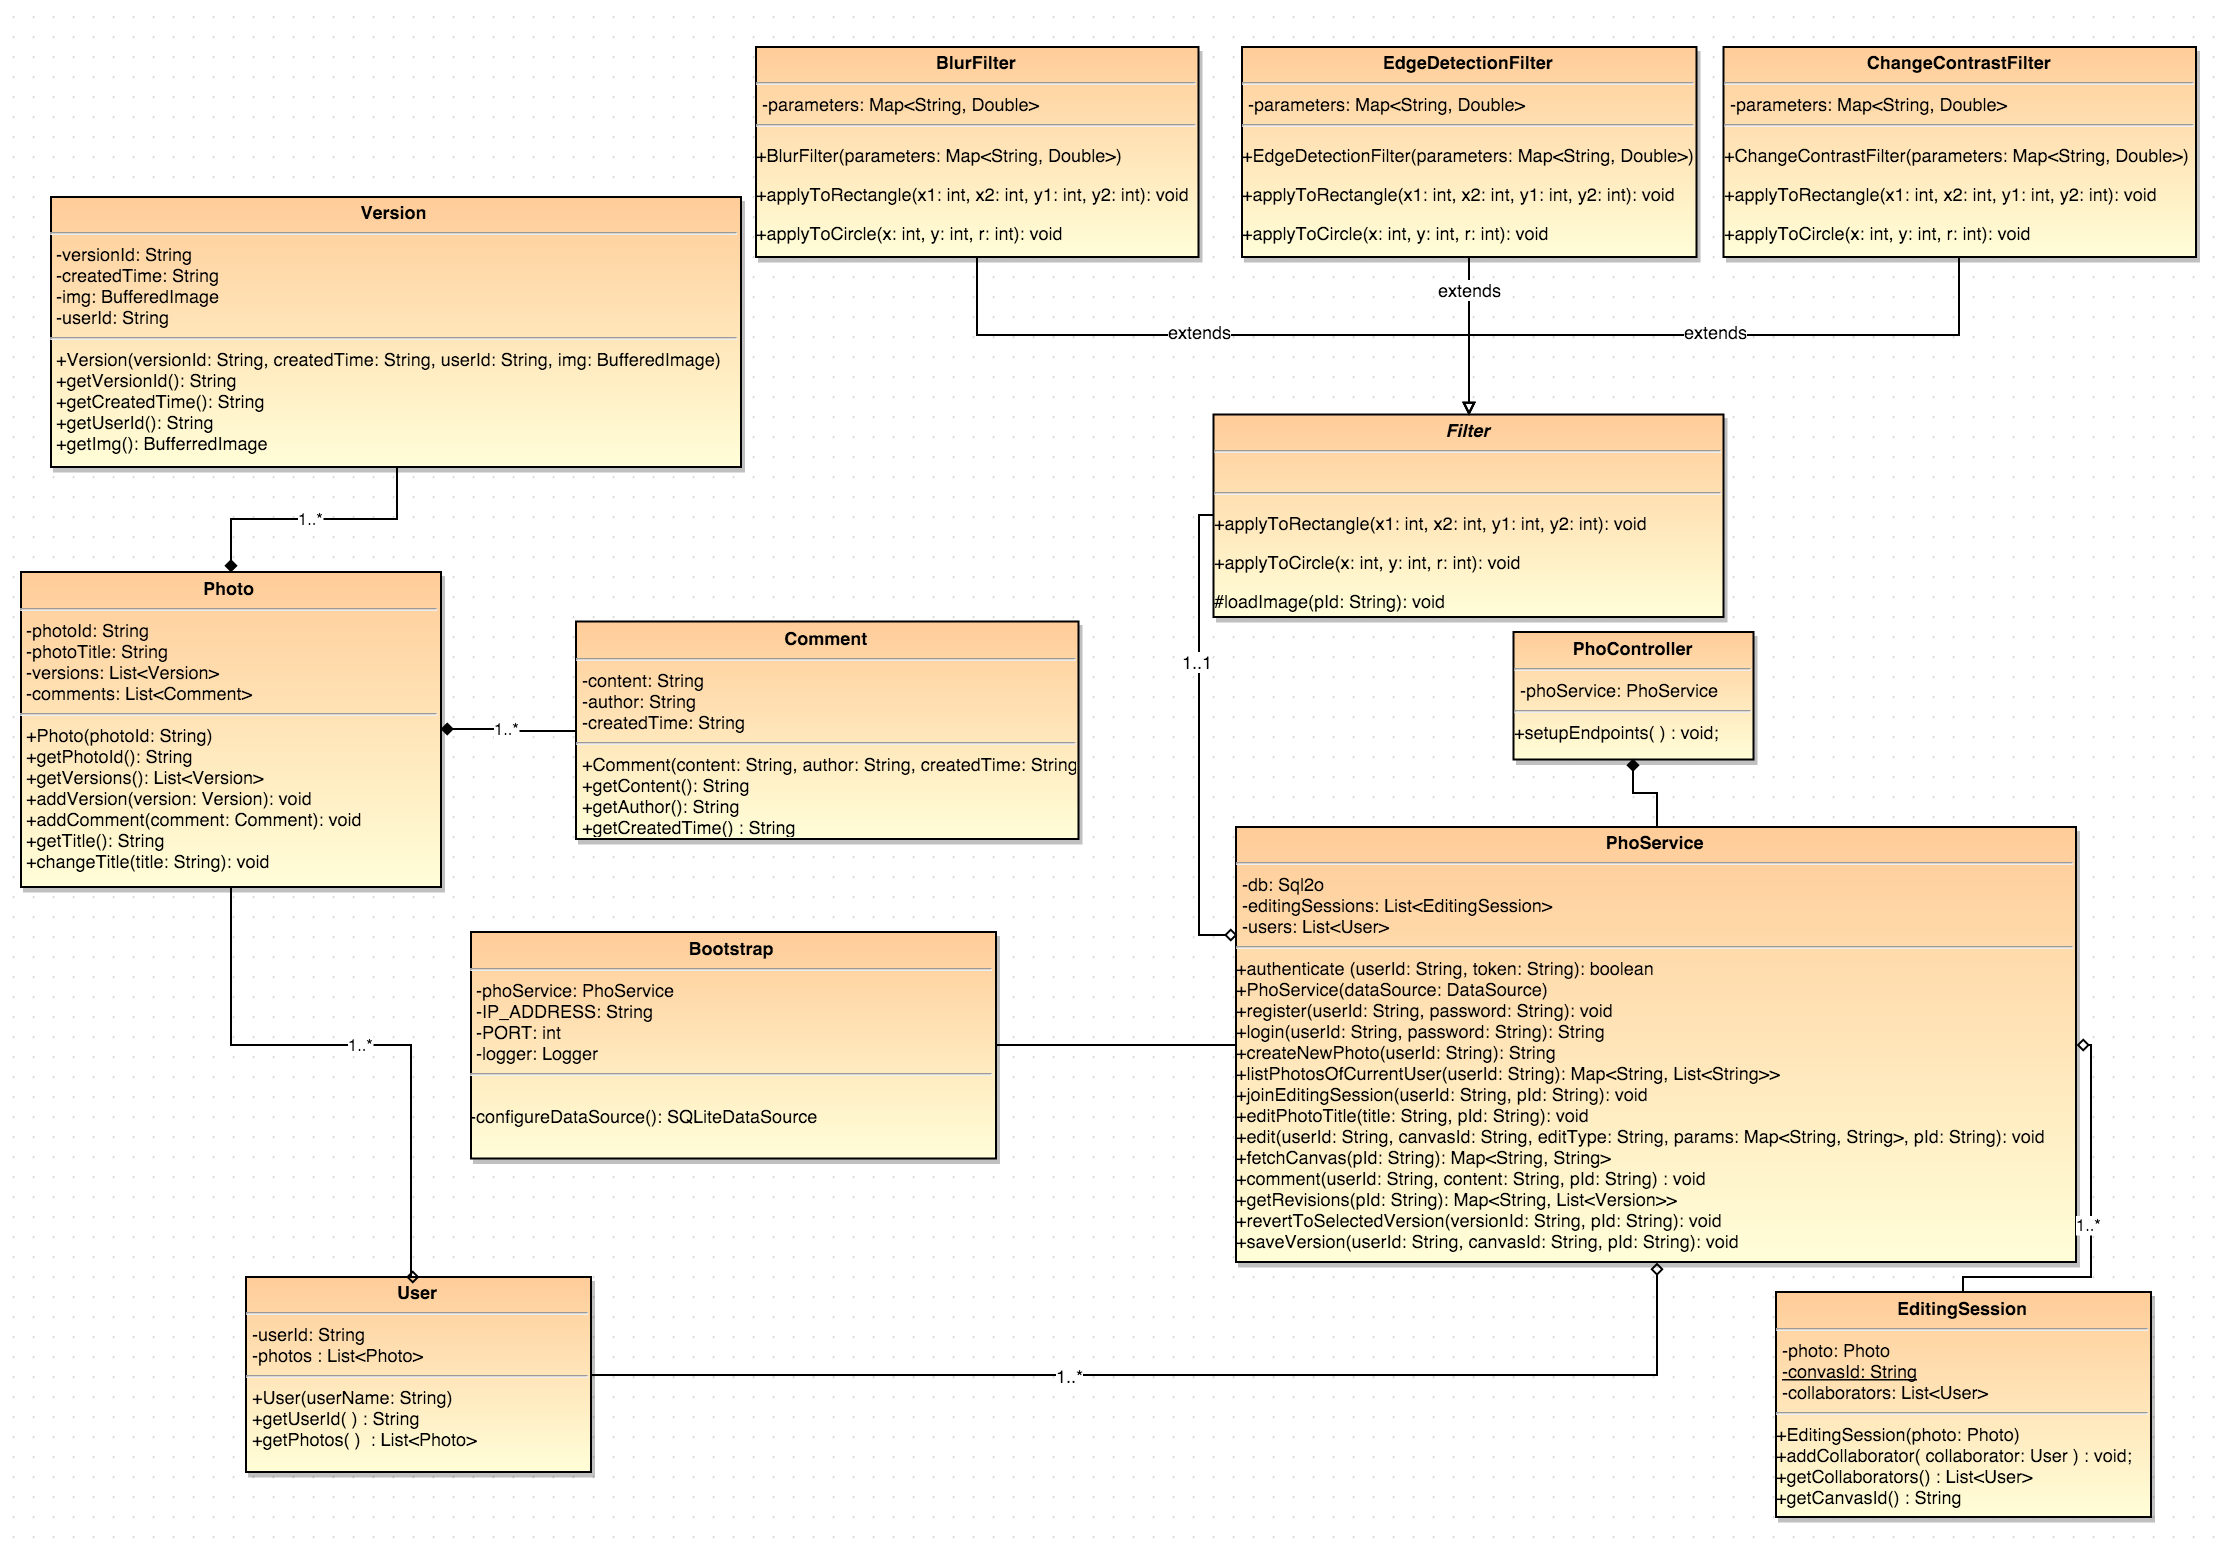 BlurFilter
-parameters: Map<String, Double>
+BlurFilter(parameters: Map<String, Double>)
+applyToRectangle(x1: int, x2: int, y1: int, y2: int): void
+applyToCircle(x: int, y: int, r: int): void
EdgeDetectionFilter
-parameters: Map<String, Double>
+EdgeDetectionFilter(parameters: Map<String, Double>)
+applyToRectangle(x1: int, x2: int, y1: int, y2: int): void
+applyToCircle(x: int, y: int, r: int): void
ChangeContrastFilter
-parameters: Map<String, Double>
+ChangeContrastFilter(parameters: Map<String, Double>)
+applyToRectangle(x1: int, x2: int, y1: int, y2: int): void
+applyToCircle(x: int, y: int, r: int): void
extends
extends
extends
Version
-versionId: String
-createdTime: String
-img: BufferedImage
-userId: String
+Version(versionId: String, createdTime: String, userId: String, img: BufferedImage)
+getVersionId(): String
+getCreatedTime(): String
+getUserId(): String
+getImg(): BufferredImage
1..*
Filter
+applyToRectangle(x1: int, x2: int, y1: int, y2: int): void
+applyToCircle(x: int, y: int, r: int): void
#loadImage(pId: String): void
1..1
Photo
-photoId: String
-photoTitle: String
-versions: List<Version>
-comments: List<Comment>
+Photo(photoId: String)
+getPhotoId(): String
+getVersions(): List<Version>
+addVersion(version: Version): void
+addComment(comment: Comment): void
+getTitle(): String
+changeTitle(title: String): void
1..*
Comment
-content: String
-author: String
-createdTime: String
+Comment(content: String, author: String, createdTime: String
+getContent(): String
+getAuthor(): String
+getCreatedTime() : String
PhoController
-phoService: PhoService
+setupEndpoints( ) : void;
PhoService
-db: Sql2o
-editingSessions: List<EditingSession>
-users: List<User>
+authenticate (userId: String, token: String): boolean
+PhoService(dataSource: DataSource)
+register(userId: String, password: String): void
+login(userId: String, password: String): String
+createNewPhoto(userId: String): String
+listPhotosOfCurrentUser(userId: String): Map<String, List<String>>
+joinEditingSession(userId: String, pId: String): void
+editPhotoTitle(title: String, pId: String): void
+edit(userId: String, canvasId: String, editType: String, params: Map<String, String>, pId: String): void
+fetchCanvas(pId: String): Map<String, String>
+comment(userId: String, content: String, pId: String) : void
+getRevisions(pId: String): Map<String, List<Version>>
+revertToSelectedVersion(versionId: String, pId: String): void
+saveVersion(userId: String, canvasId: String, pId: String): void
Bootstrap
-phoService: PhoService
-IP_ADDRESS: String
-PORT: int
-logger: Logger
-configureDataSource(): SQLiteDataSource
1..*
1..*
User
-userId: String
-photos : List<Photo>
+User(userName: String)
+getUserId( ) : String
+getPhotos( ) : List<Photo>
1..*
EditingSession
-photo: Photo
-convasId: String
-collaborators: List<User>
+EditingSession(photo: Photo)
+addCollaborator( collaborator: User ) : void;
+getCollaborators() : List<User>
+getCanvasId() : String